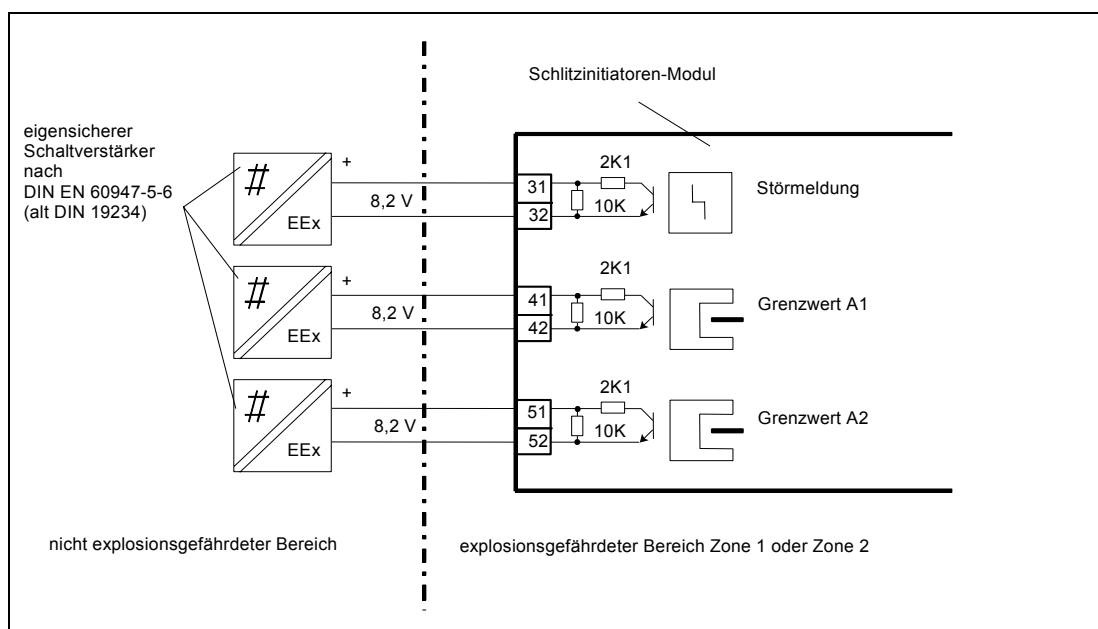 Schlitzinitiatoren-Modul
eigensicherer
Schaltverstärker
nach
DIN EN 60947-5-6
(alt DIN 19234)
#
EEx
+
8,2 V
31
32
2K1
10K
Störmeldung
#
EEx
+
8,2 V
41
42
2K1
10K
Grenzwert A1
#
EEx
+
8,2 V
51
52
2K1
10K
Grenzwert A2
nicht explosionsgefährdeter Bereich
explosionsgefährdeter Bereich Zone 1 oder Zone 2